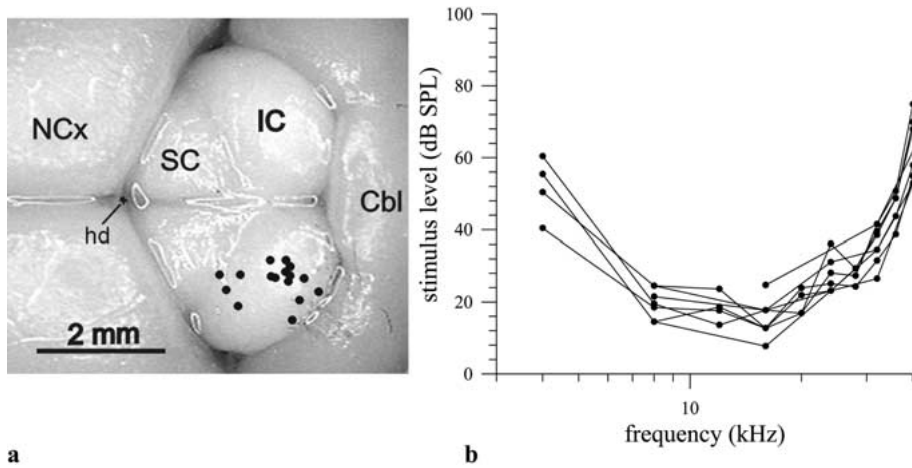 NCx
IC
SC
Cbl
hd
2 mm
a
stimulus level (dB SPL)
100
80
60
40
20
0
10
frequency (kHz)
b